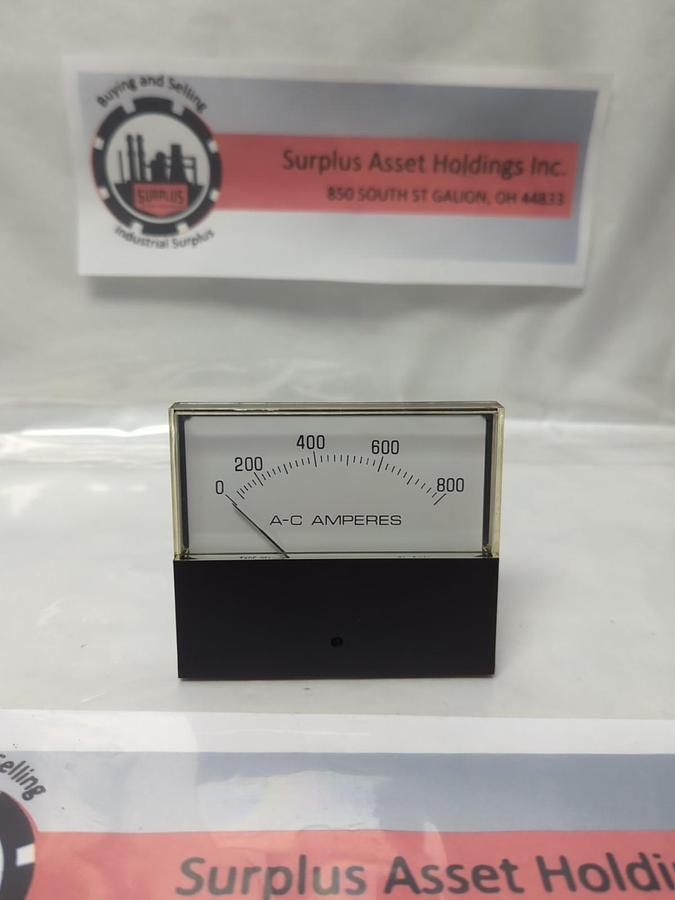 Buying and Selling
SURPLUS
Industrial Surplus
Surplus Asset Holdings Inc.
850 SOUTH ST GALION, OH 44833
0 200 400 600 800
A-C AMPERES
elling
Surplus Asset Holdi